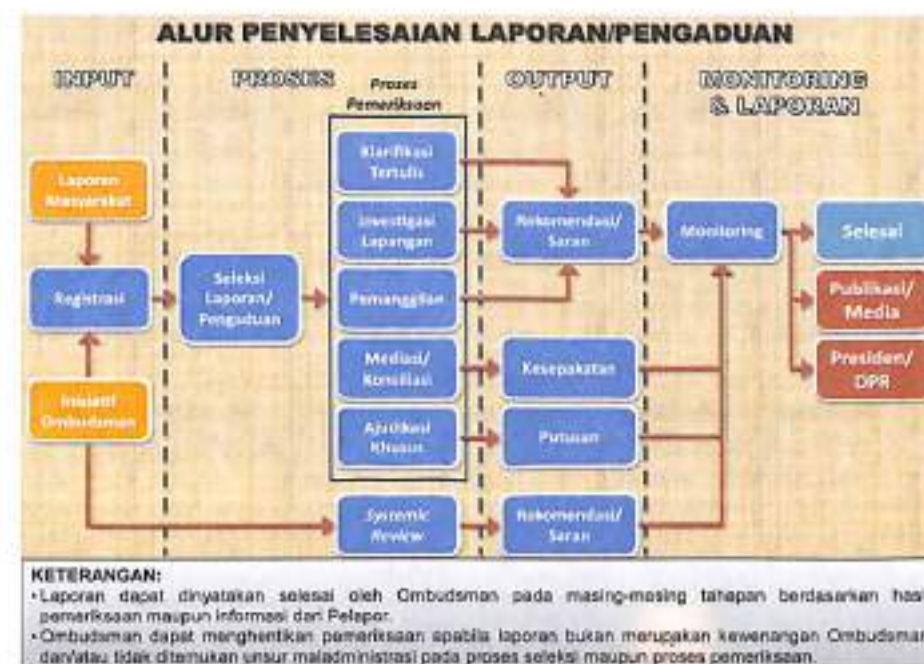 ALUR PENYELESAIAN LAPORAN/PENGADUAN
INPUT
PROSES
Proses
Pemeriksaan
OUTPUT
MONITORING
& LAPORAN
Laporan
Masyarakat
Registrasi
Inisiatif
Ombudsman
Seleksi
Laporan/
Pengaduan
Klarifikasi
Tertulis
Investigasi
Lapangan
Pemanggilan
Mediasi/
Konsiliasi
Ajudikasi
Khusus
Systemic
Review
Rekomendasi/
Saran
Kesepakatan
Putusan
Rekomendasi/
Saran
Monitoring
Selesai
Publikasi/
Media
Presiden/
DPR
KETERANGAN:
• Laporan dapat dinyatakan selesai oleh Ombudsman pada masing-masing tahapan berdasarkan hasi
pemeriksaan maupun informasi dari Pelapor.
• Ombudsman dapat menghentikan pemeriksaan apabila laporan bukan merupakan kewenangan Ombudsma
dan/atau tidak ditemukan unsur maladministrasi pada proses seleksi maupun proses pemeriksaan.